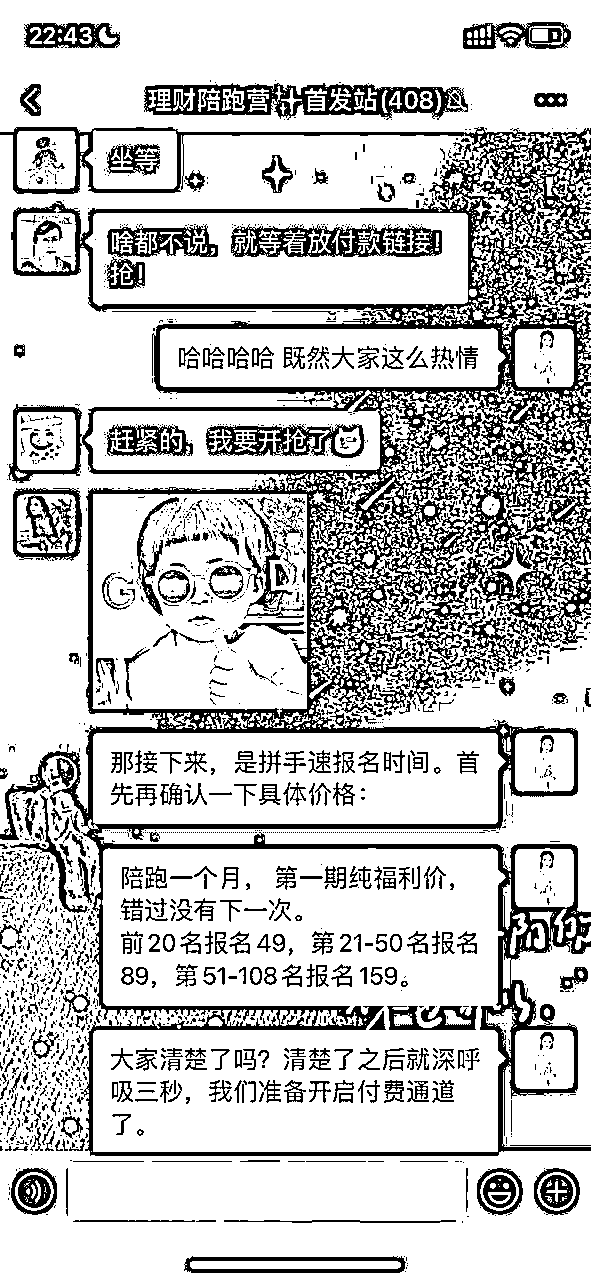 22:43
理财陪跑营 首发站(408)
坐等
啥都不说，就等着放付款链接！
抢！
哈哈哈哈 既然大家这么热情
赶紧的，我要开抢了
G D
那接下来，是拼手速报名时间。首
先再确认一下具体价格：
陪跑一个月， 第一期纯福利价，
错过没有下一次。
前20名报名49，第21-50名报名
89，第51-108名报名159。
大家清楚了吗？清楚了之后就深呼
吸三秒，我们准备开启付费通道
了。